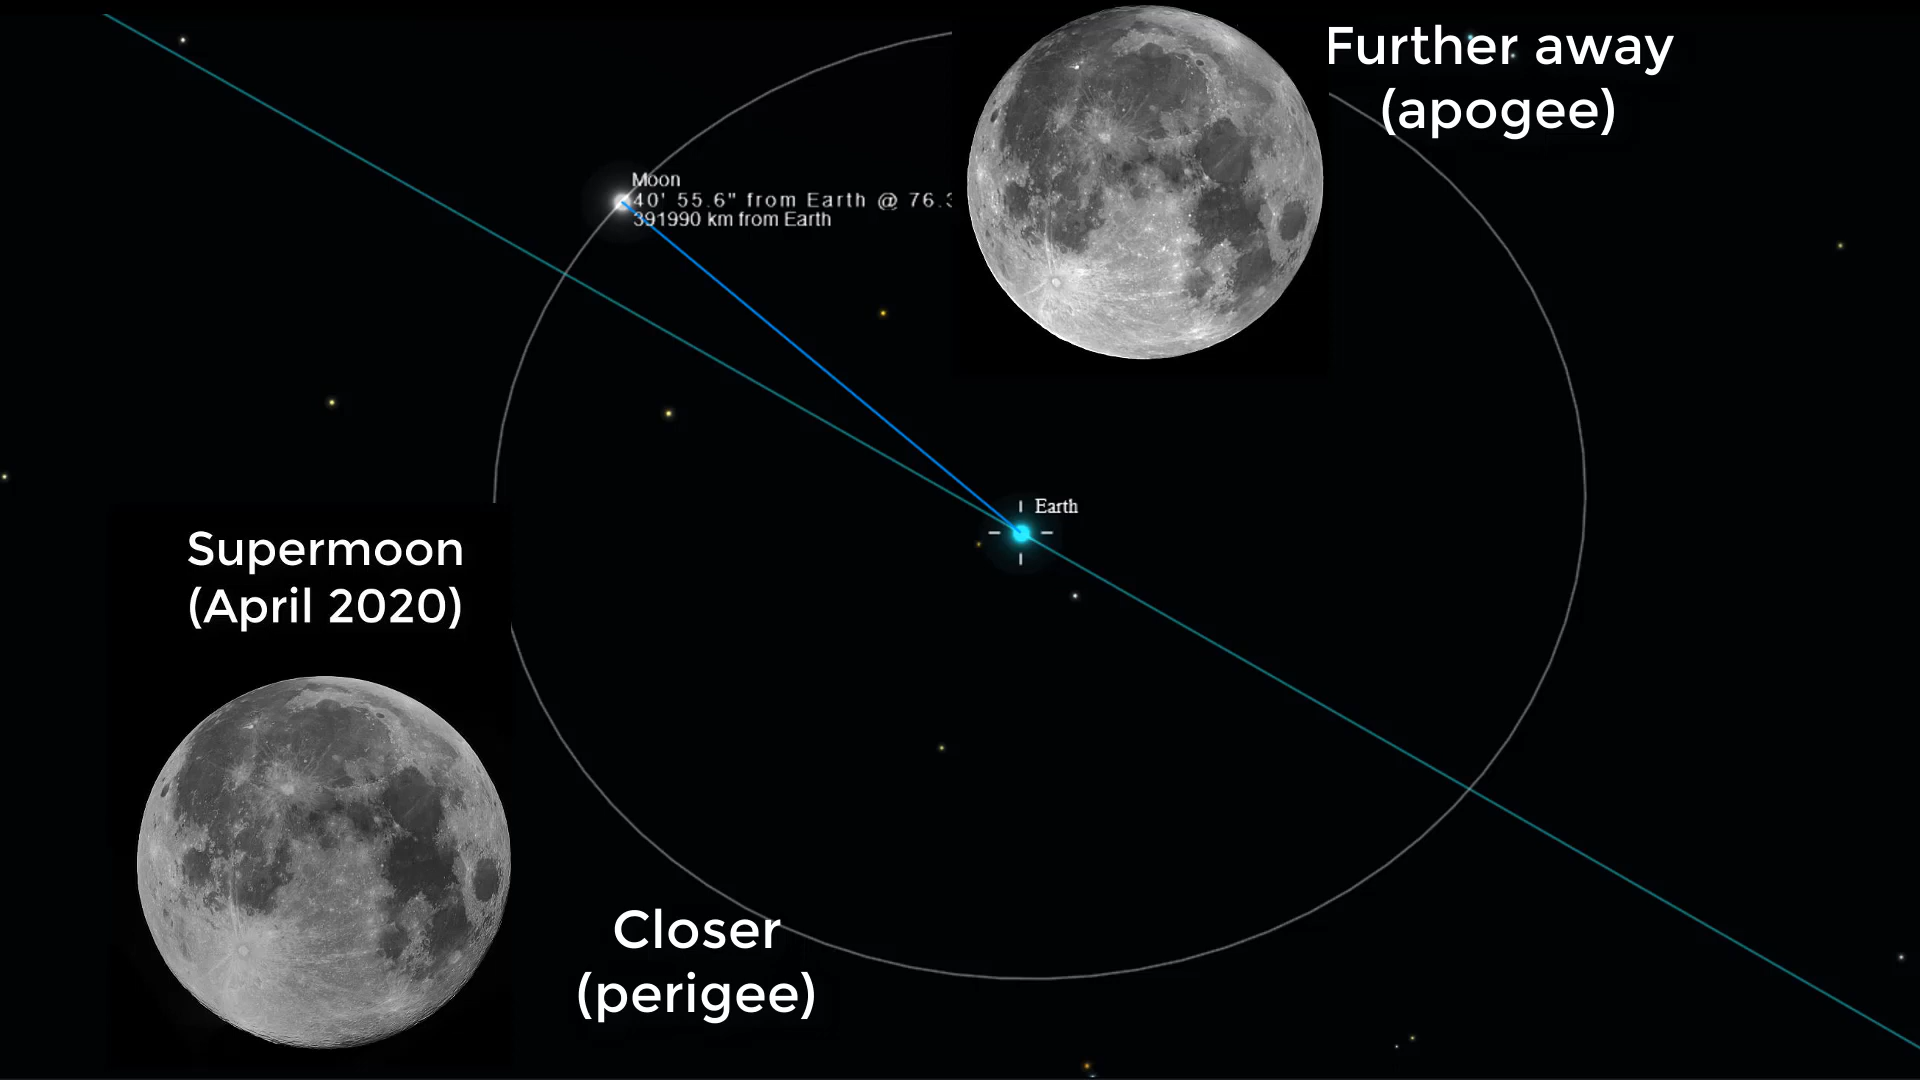 Further away
(apogee)
Moon
40' 55.6" from Earth @ 76.3
391990 km from Earth
Earth
Supermoon
(April 2020)
Closer
(perigee)